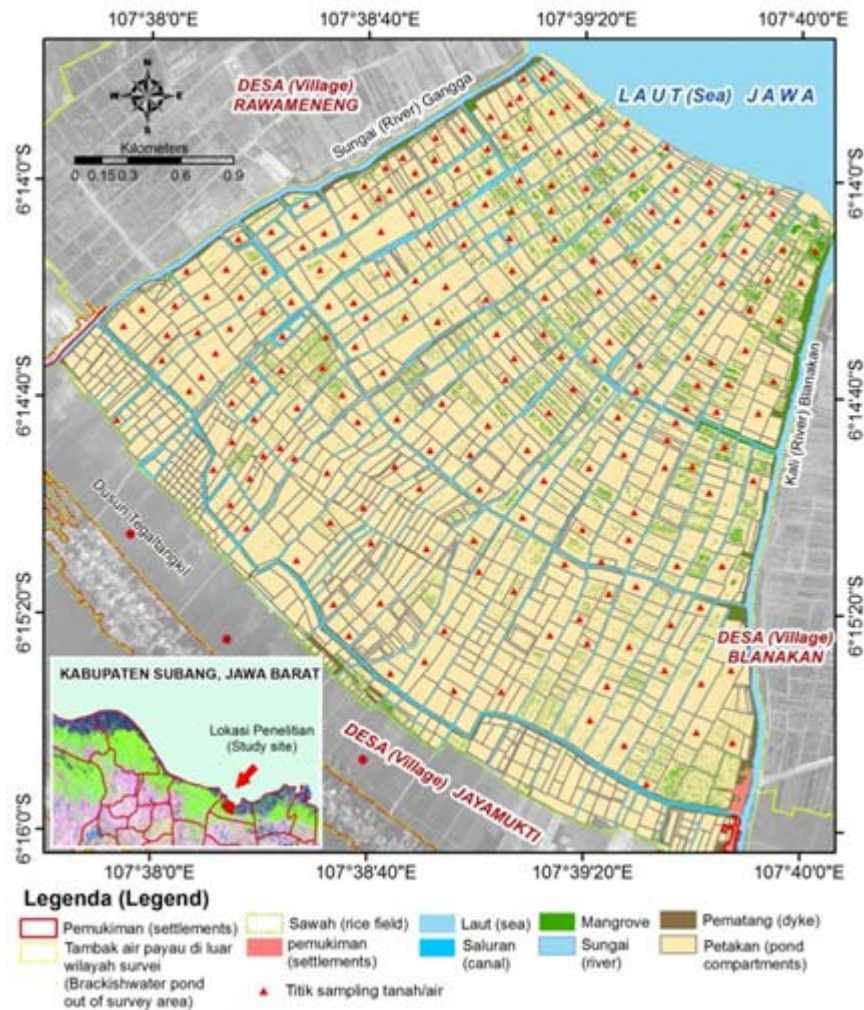 107°38'0"E
107°38'40"E
107°39'20"E
107°40'0"E
DESA (Village)
RAWAMENENG
LAUT (Sea) JAWA
Sungai (River) Gangga
N
W
E
S
Kilometers
0 0.15 0.3 0.6 0.9
6°14'0"S
6°14'0"S
6°14'40"S
6°14'40"S
Kali (River) Blanakan
Dusun Tegaltangkil
6°15'20"S
6°15'20"S
DESA (Village)
BLANAKAN
KABUPATEN SUBANG, JAWA BARAT
Lokasi Penelitian
(Study site)
DESA (Village) JAYAMUKTI
6°16'0"S
6°16'0"S
107°38'0"E
107°38'40"E
107°39'20"E
107°40'0"E
Legenda (Legend)
Pemukiman (settlements)
Tambak air payau di luar
wilayah survei
(Brackishwater pond
out of survey area)
Sawah (rice field)
pemukiman
(settlements)
Titik sampling tanah/air
Laut (sea)
Saluran
(canal)
Mangrove
Sungai
(river)
Pematang (dyke)
Petakan (pond
compartments)